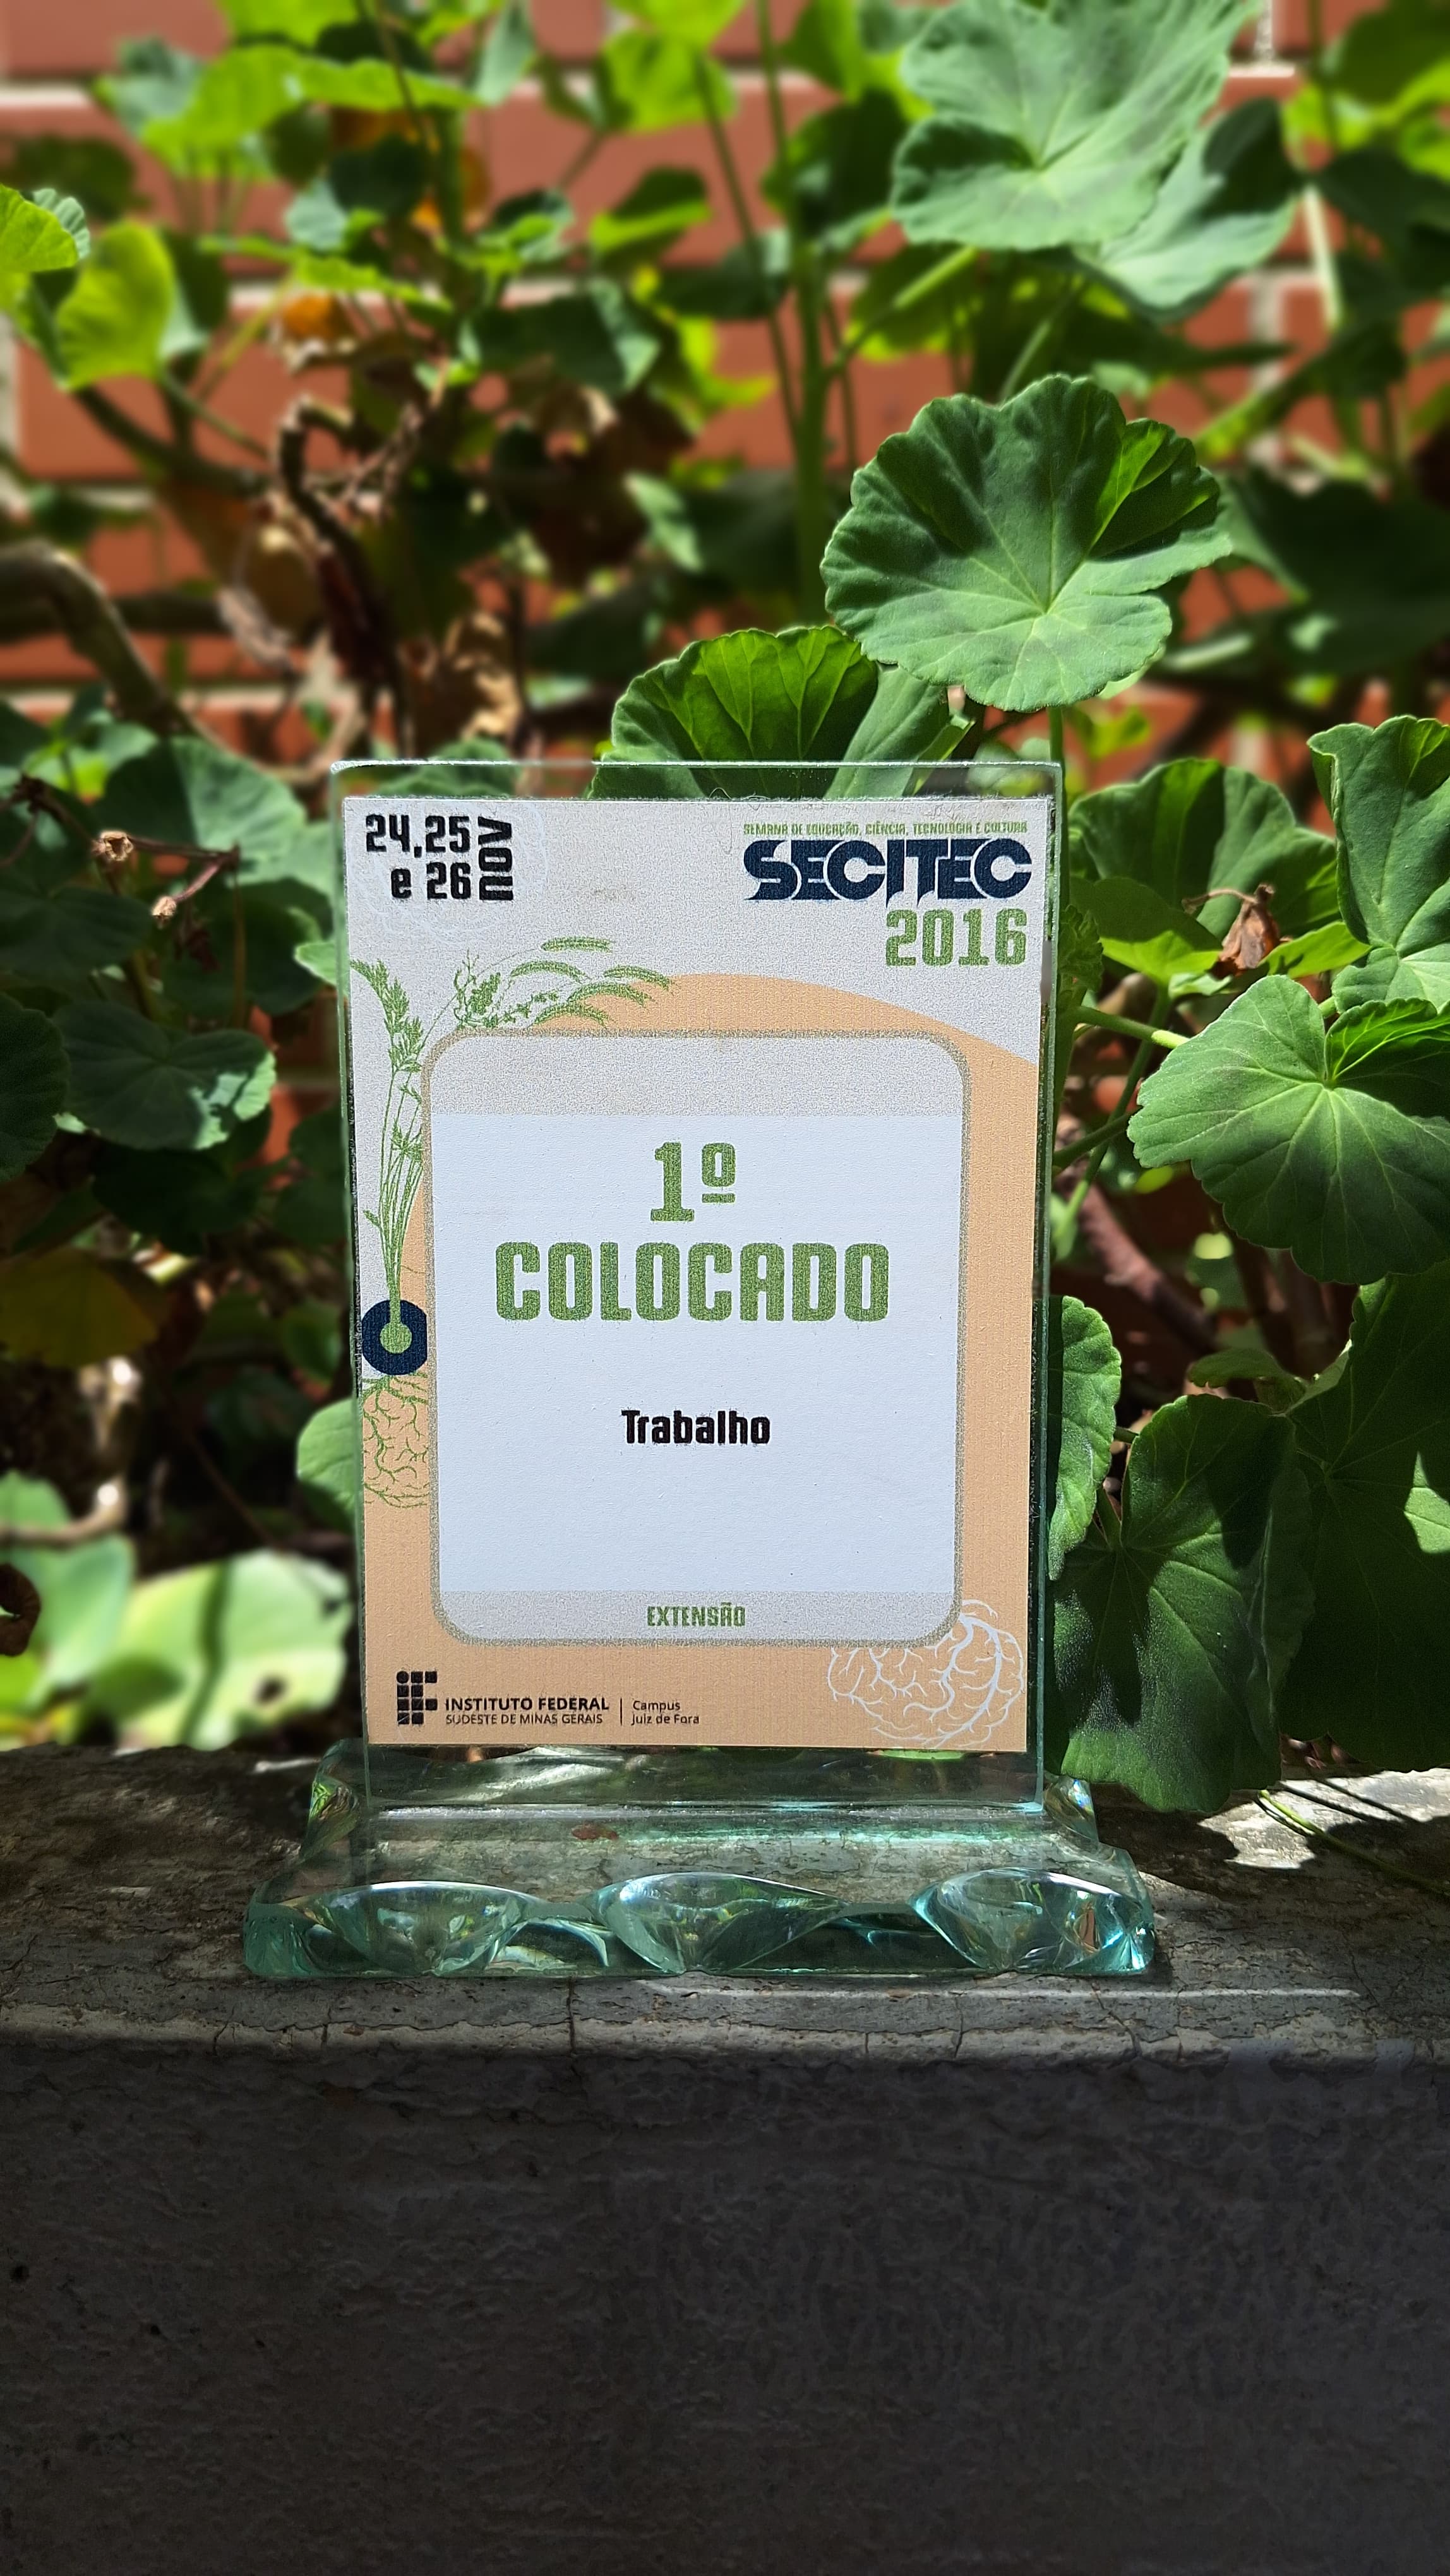 24,25
e 26
nov
SEMANA DE EDUCAÇÃO, CIÊNCIA, TECNOLOGIA E CULTURA
SECITEC
2016
1º
COLOCADO
Trabalho
EXTENSÃO
IF INSTITUTO FEDERAL
SUDESTE DE MINAS GERAIS
Campus
Juiz de Fora